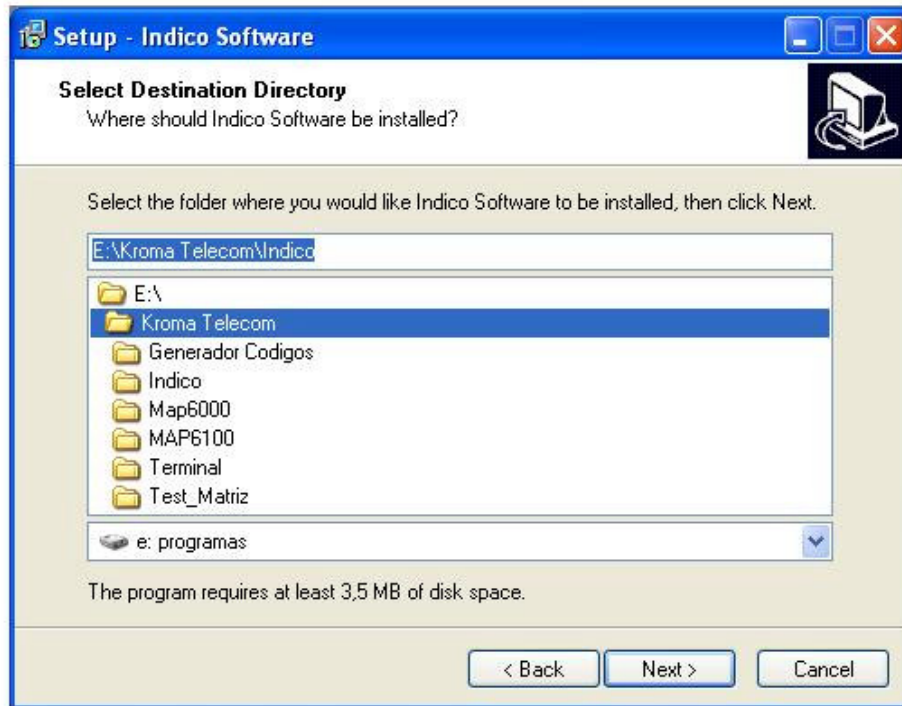 Setup - Indico Software
Select Destination Directory
Where should Indico Software be installed?
Select the folder where you would like Indico Software to be installed, then click Next.
E:\Kroma Telecom\Indico
E:\
Kroma Telecom
Generador Codigos
Indico
Map6000
MAP6100
Terminal
Test_Matriz
e: programas
The program requires at least 3,5 MB of disk space.
< Back Next > Cancel